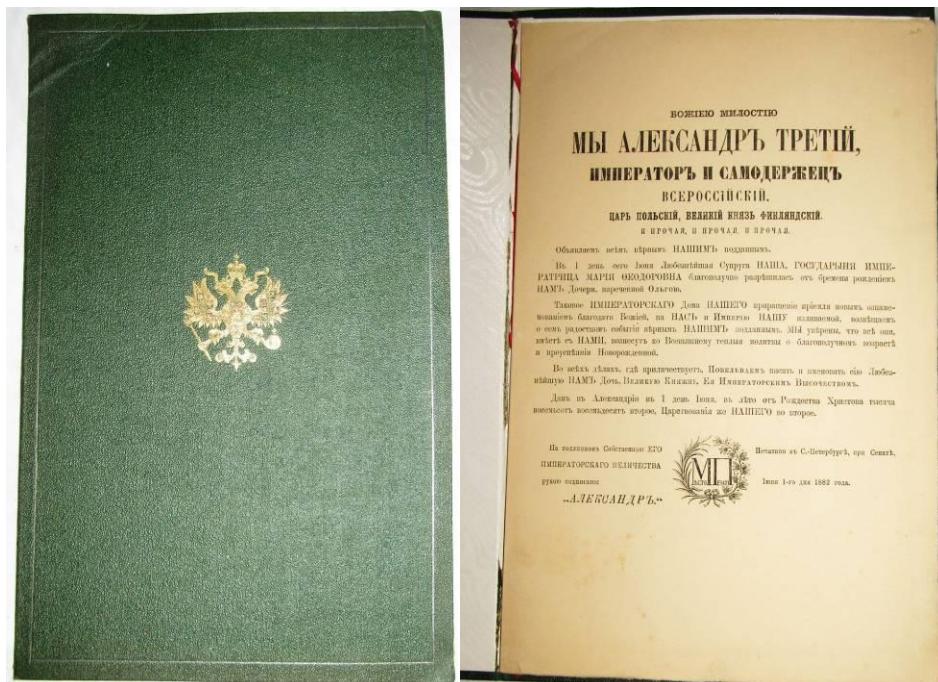 БОЖІЕЮ МИЛОСТІЮ
МЫ АЛЕКСАНДРЪ ТРЕТІЙ,
ИМПЕРАТОРЪ И САМОДЕРЖЕЦЪ
ВСЕРОССІЙСКІЙ,
ЦАРЬ ПОЛЬСКІЙ, ВЕЛИКІЙ КНЯЗЬ ФИНЛЯНДСКІЙ.
И ПРОЧАЯ, И ПРОЧАЯ, И ПРОЧАЯ.
Объявляемъ всѣмъ вѣрнымъ НАШИМЪ подданнымъ.
Въ 1 день сего Іюня Любезнѣйшая Супруга НАША, ГОСУДАРЫНЯ ИМПЕ-
РАТРИЦА МАРІЯ ѲЕОДОРОВНА благополучно разрѣшилась отъ бремени рожденіемъ
НАМЪ Дочери, нареченной Ольгою.
Таковое ИМПЕРАТОРСКАГО Дома НАШЕГО приращеніе пріемля новымъ ознаме-
нованіемъ благодати Божіей, на НАСЪ и Имперію НАШУ изливаемой, возвѣщаемъ
о семъ радостномъ событіи вѣрнымъ НАШИМЪ подданнымъ. МЫ увѣрены, что всѣ они,
вмѣстѣ съ НАМИ, вознесутъ ко Всевышнему теплыя молитвы о благополучномъ возрастѣ
и преуспѣяніи Новорожденной.
Во всѣхъ дѣлахъ, гдѣ приличествуетъ, Повелѣваемъ писать и именовать сію Любез-
нѣйшую НАМЪ Дочь, Великую Княжну, Ея Императорскимъ Высочествомъ.
Данъ въ Александріи въ 1 день Іюня, въ лѣто отъ Рождества Христова тысяча
восемьсотъ восемьдесятъ второе, Царствованія же НАШЕГО во второе.
На подлинномъ Собственною ЕГО
ИМПЕРАТОРСКАГО ВЕЛИЧЕСТВА
рукою подписано:
„АЛЕКСАНДРЪ.“
МП
Печатанъ въ С.-Петербургѣ, при Сенатѣ,
Іюня 1-го дня 1882 года.